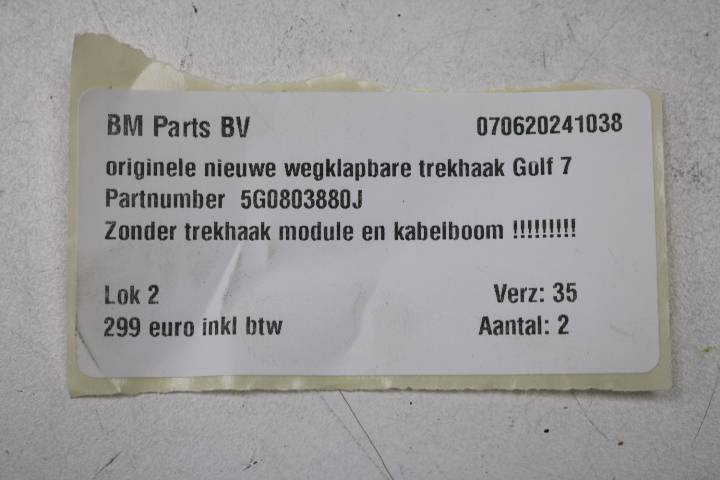 BM Parts BV 070620241038
originele nieuwe wegklapbare trekhaak Golf 7
Partnumber 5G0803880J
Zonder trekhaak module en kabelboom !!!!!!!!!
Lok 2 Verz: 35
299 euro inkl btw Aantal: 2